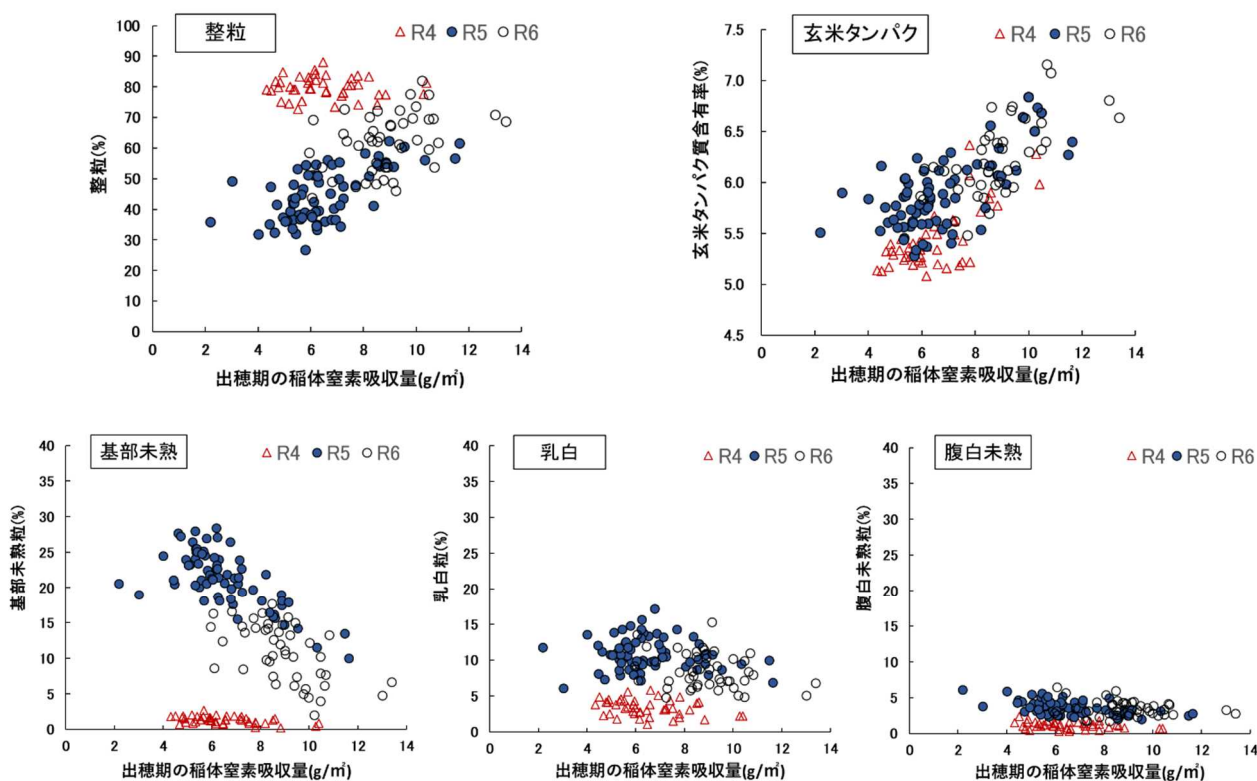 整粒
△R4 ●R5 ○R6
整粒(%)
100
90
80
70
60
50
40
30
20
10
0
0 2 4 6 8 10 12 14
出穂期の稲体窒素吸収量(g/㎡)
玄米タンパク
△R4 ●R5 ○R6
玄米タンパク質含有率(%)
7.5
7.0
6.5
6.0
5.5
5.0
4.5
0 2 4 6 8 10 12 14
出穂期の稲体窒素吸収量(g/㎡)
基部未熟
△R4 ●R5 ○R6
基部未熟粒(%)
40
35
30
25
20
15
10
5
0
0 2 4 6 8 10 12 14
出穂期の稲体窒素吸収量(g/㎡)
乳白
△R4 ●R5 ○R6
乳白粒(%)
40
35
30
25
20
15
10
5
0
0 2 4 6 8 10 12 14
出穂期の稲体窒素吸収量(g/㎡)
腹白未熟
△R4 ●R5 ○R6
腹白未熟粒(%)
40
35
30
25
20
15
10
5
0
0 2 4 6 8 10 12 14
出穂期の稲体窒素吸収量(g/㎡)